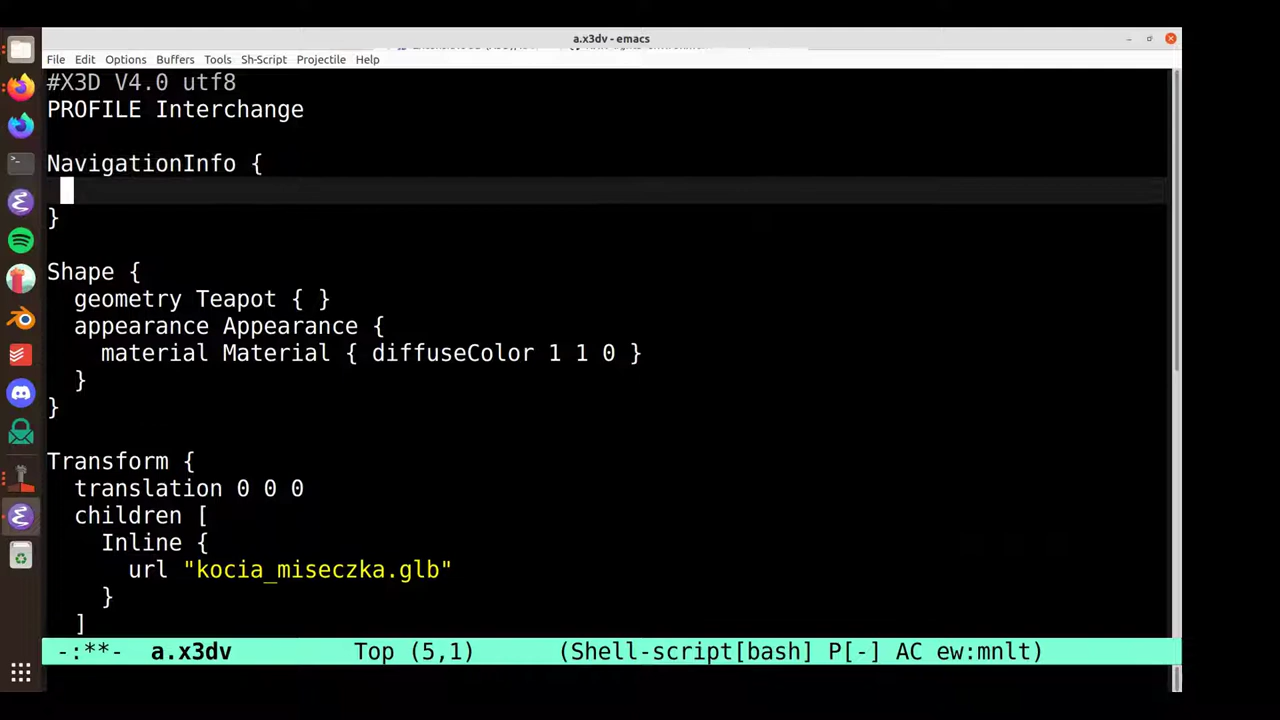 a.x3dv - emacs
File Edit Options Buffers Tools Sh-Script Projectile Help
#X3D V4.0 utf8
PROFILE Interchange
NavigationInfo {
}
Shape {
geometry Teapot { }
appearance Appearance {
material Material { diffuseColor 1 1 0 }
}
}
Transform {
translation 0 0 0
children [
Inline {
url "kocia_miseczka.glb"
}
]
-:**- a.x3dv Top (5,1) (Shell-script[bash] P[-] AC ew:mnlt)